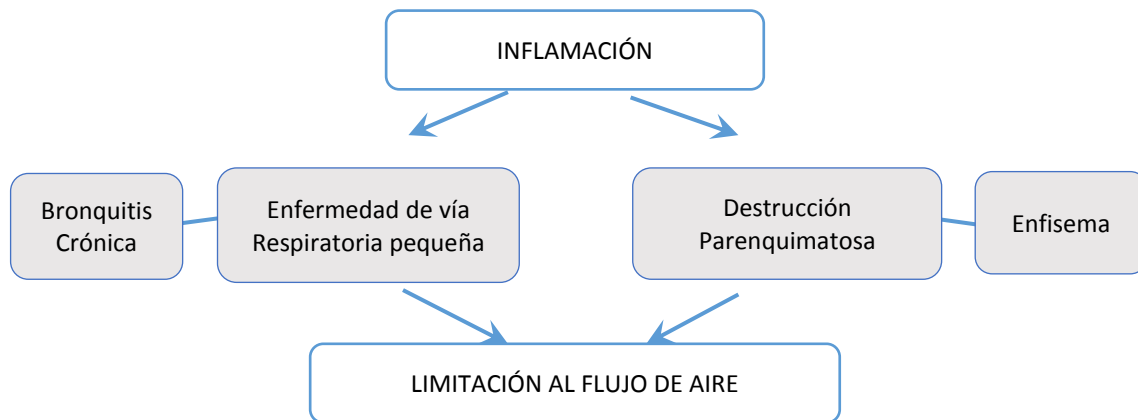 INFLAMACIÓN
Bronquitis
Crónica
Enfermedad de vía
Respiratoria pequeña
Destrucción
Parenquimatosa
Enfisema
LIMITACIÓN AL FLUJO DE AIRE